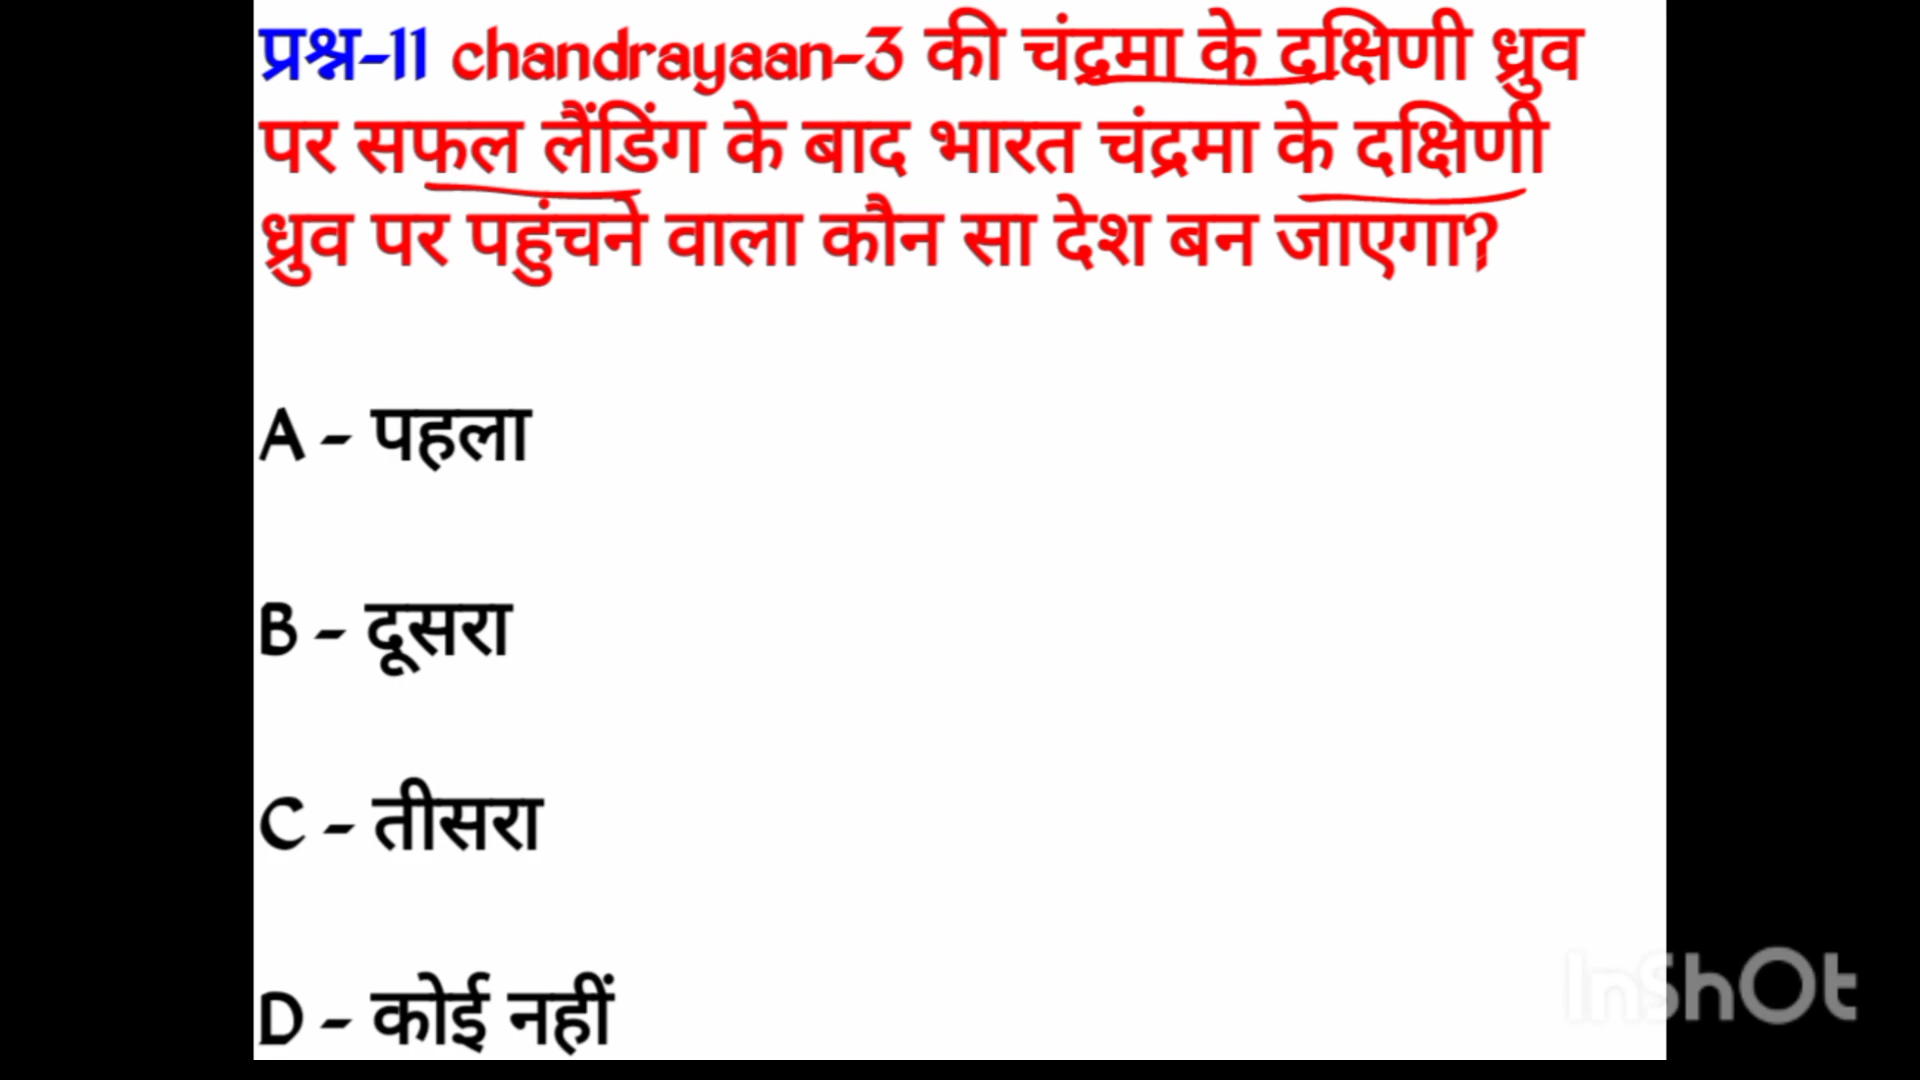 प्रश्न-11 chandrayaan-3 की चंद्रमा के दक्षिणी ध्रुव
पर सफल लैंडिंग के बाद भारत चंद्रमा के दक्षिणी
ध्रुव पर पहुंचने वाला कौन सा देश बन जाएगा?
A - पहला
B - दूसरा
C - तीसरा
D - कोई नहीं
InShOt